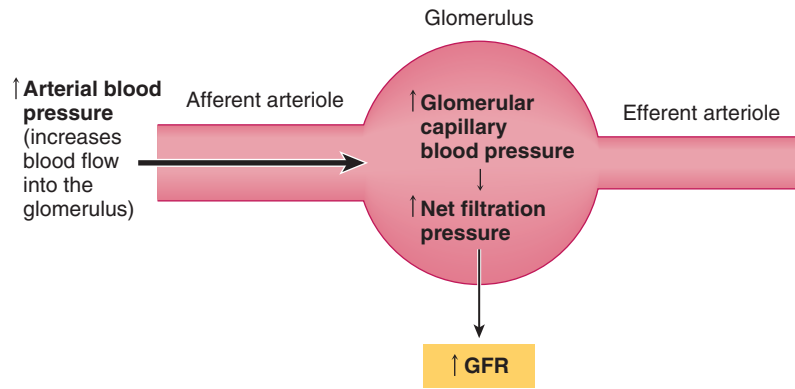 Glomerulus
↑Arterial blood
pressure
(increases
blood flow
into the
glomerulus)
Afferent arteriole
↑Glomerular
capillary
blood pressure
↓
↑Net filtration
pressure
Efferent arteriole
↑ GFR